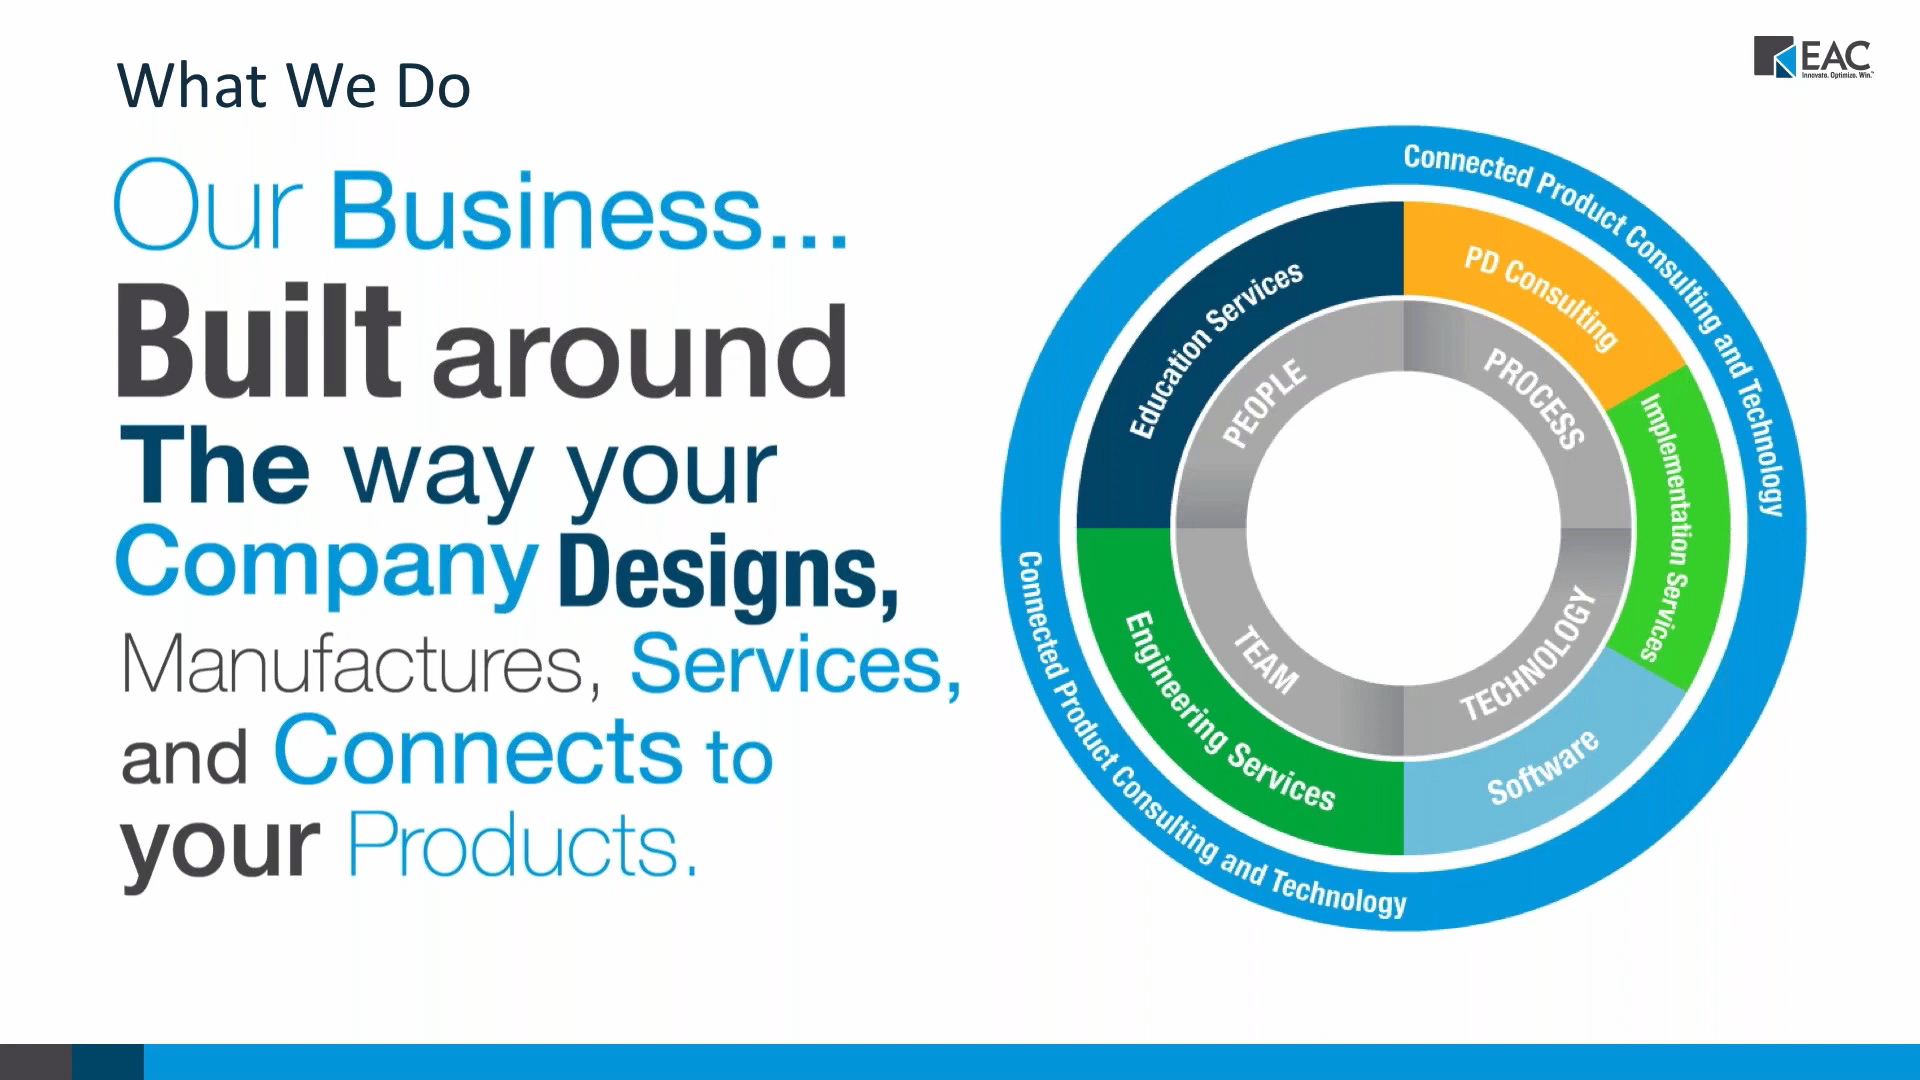 What We Do
EAC
Innovate. Optimize. Win.™
Our Business...
Built around
The way your
Company Designs,
Manufactures, Services,
and Connects to
your Products.
Connected Product Consulting and Technology
Education Services
PD Consulting
Implementation Services
Software
Engineering Services
PEOPLE
PROCESS
TECHNOLOGY
TEAM
Connected Product Consulting and Technology